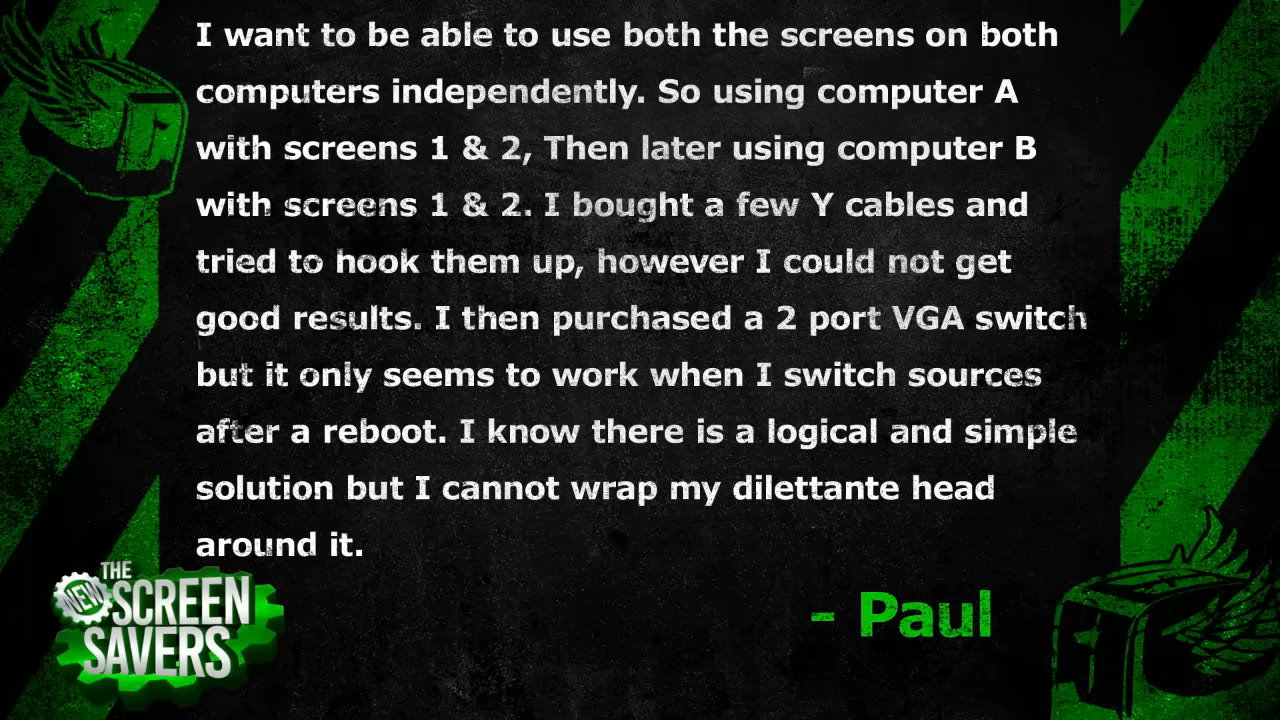 I want to be able to use both the screens on both
computers independently. So using computer A
with screens 1 & 2, Then later using computer B
with screens 1 & 2. I bought a few Y cables and
tried to hook them up, however I could not get
good results. I then purchased a 2 port VGA switch
but it only seems to work when I switch sources
after a reboot. I know there is a logical and simple
solution but I cannot wrap my dilettante head
around it.
- Paul
THE
NEW SCREEN
SAVERS